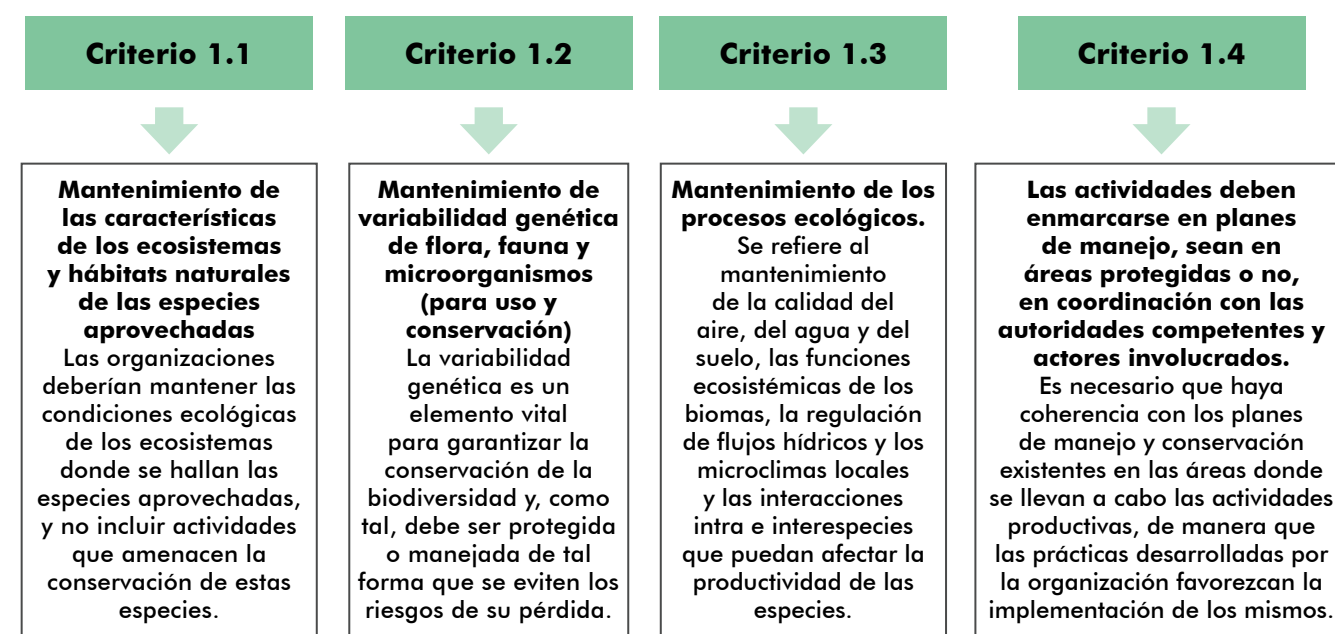 Criterio 1.1
Mantenimiento de
las características
de los ecosistemas
y hábitats naturales
de las especies
aprovechadas
Las organizaciones
deberían mantener las
condiciones ecológicas
de los ecosistemas
donde se hallan las
especies aprovechadas,
y no incluir actividades
que amenacen la
conservación de estas
especies.
Criterio 1.2
Mantenimiento de
variabilidad genética
de flora, fauna y
microorganismos
(para uso y
conservación)
La variabilidad
genética es un
elemento vital
para garantizar la
conservación de la
biodiversidad y, como
tal, debe ser protegida
o manejada de tal
forma que se eviten los
riesgos de su pérdida.
Criterio 1.3
Mantenimiento de los
procesos ecológicos.
Se refiere al
mantenimiento
de la calidad del
aire, del agua y del
suelo, las funciones
ecosistémicas de los
biomas, la regulación
de flujos hídricos y los
microclimas locales
y las interacciones
intra e interespecies
que puedan afectar la
productividad de las
especies.
Criterio 1.4
Las actividades deben
enmarcarse en planes
de manejo, sean en
áreas protegidas o no,
en coordinación con las
autoridades competentes y
actores involucrados.
Es necesario que haya
coherencia con los planes
de manejo y conservación
existentes en las áreas donde
se llevan a cabo las actividades
productivas, de manera que
las prácticas desarrolladas por
la organización favorezcan la
implementación de los mismos.